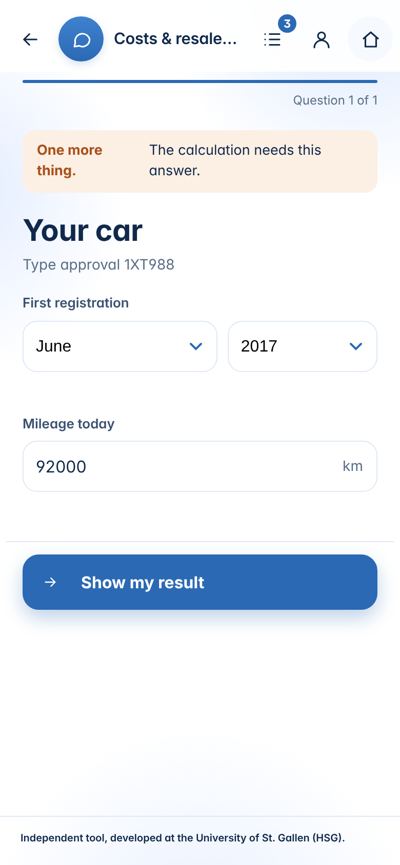 Costs & resale...
3
Question 1 of 1
One more thing.
The calculation needs this answer.
Your car
Type approval 1XT988
First registration
June
2017
Mileage today
92000 km
Show my result
Independent tool, developed at the University of St. Gallen (HSG).